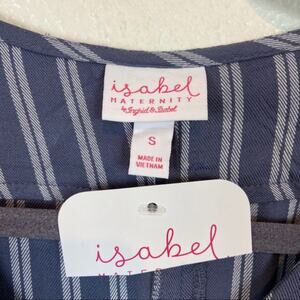 isabel
MATERNITY
by Ingrid & Isabel
S
MADE IN
VIETNAM
isabel